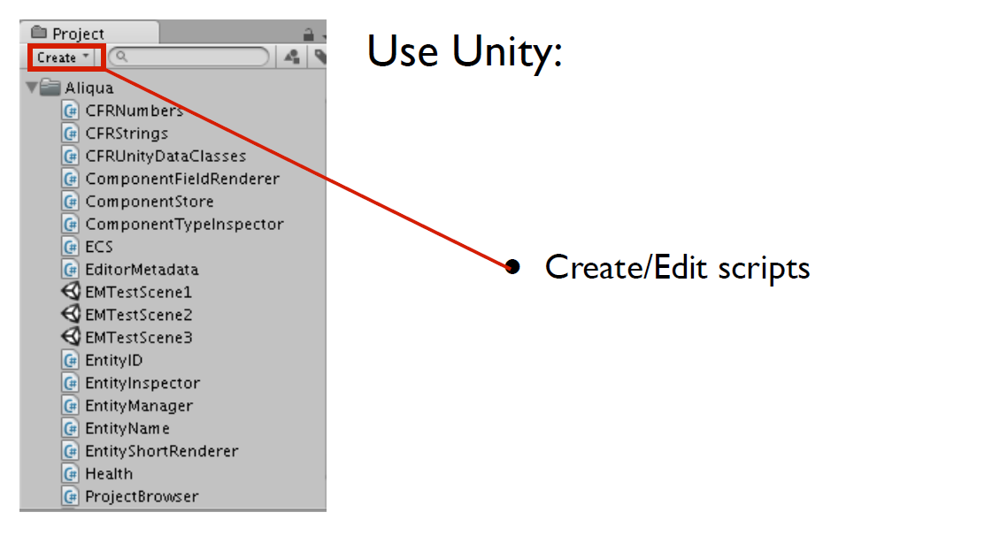 Project
Create
Use Unity:
Aliqua
CFRNumbers
CFRStrings
CFRUnityDataClasses
ComponentFieldRenderer
ComponentStore
ComponentTypeInspector
ECS
EditorMetadata
EMTestScene1
EMTestScene2
EMTestScene3
EntityID
EntityInspector
EntityManager
EntityName
EntityShortRenderer
Health
ProjectBrowser
• Create/Edit scripts